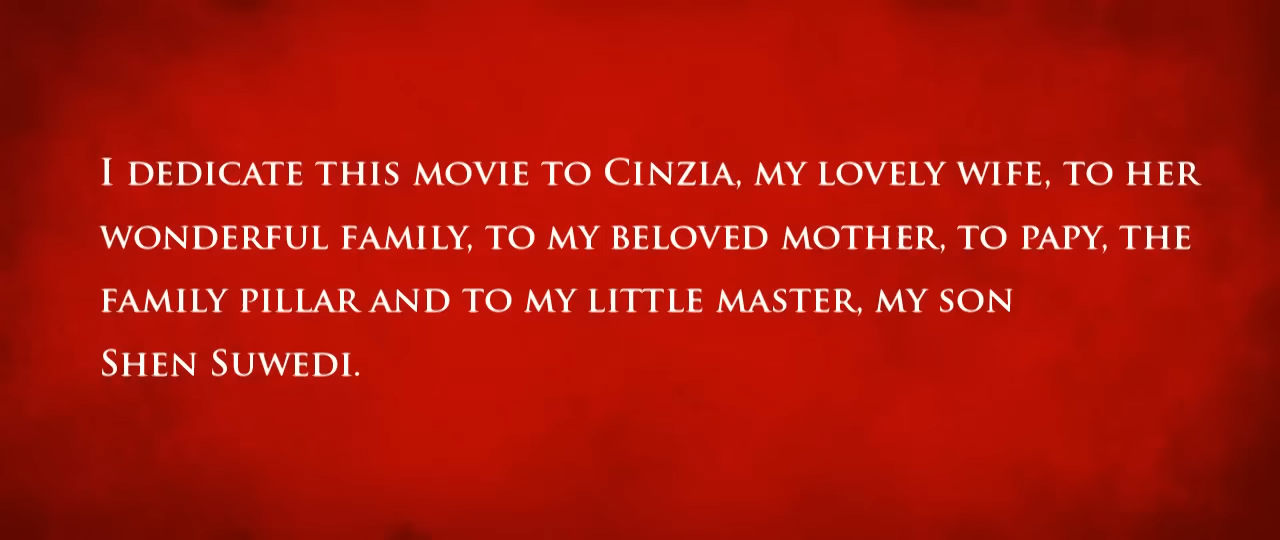 I dedicate this movie to Cinzia, my lovely wife, to her
wonderful family, to my beloved mother, to papy, the
family pillar and to my little master, my son
Shen Suwedi.